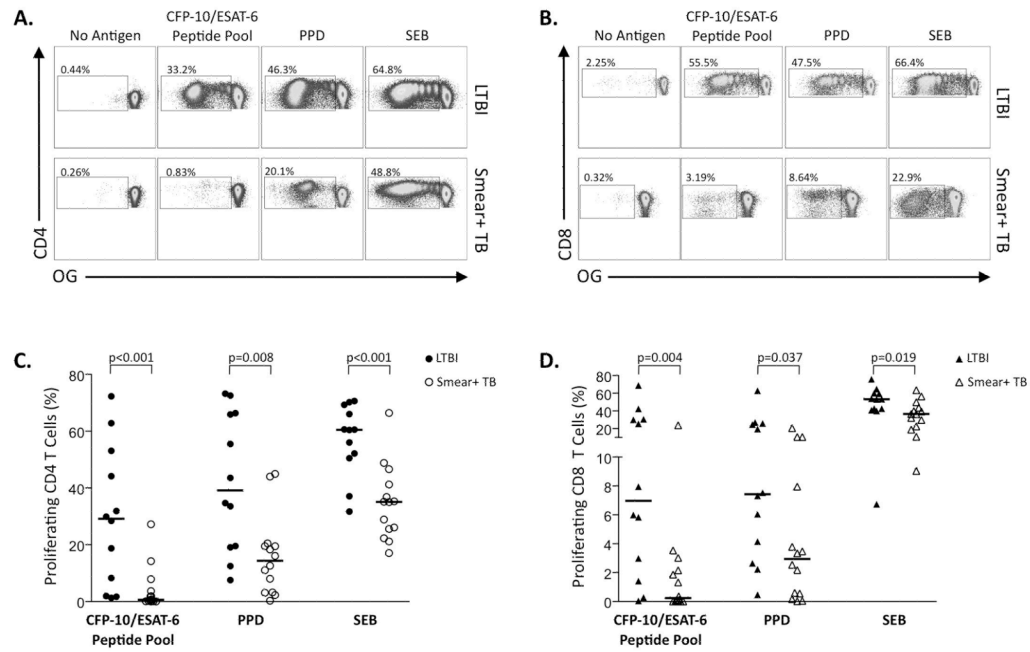 A.
CFP-10/ESAT-6
No Antigen Peptide Pool PPD SEB
0.44% 33.2% 46.3% 64.8%
LTBI
0.26% 0.83% 20.1% 48.8%
Smear+ TB
CD4
OG
B.
CFP-10/ESAT-6
No Antigen Peptide Pool PPD SEB
2.25% 55.5% 47.5% 66.4%
LTBI
0.32% 3.19% 8.64% 22.9%
Smear+ TB
CD8
OG
C.
p<0.001 p=0.008 p<0.001
LTBI
Smear+ TB
Proliferating CD4 T Cells (%)
80
60
40
20
0
CFP-10/ESAT-6
Peptide Pool PPD SEB
D.
p=0.004 p=0.037 p=0.019
LTBI
Smear+ TB
Proliferating CD8 T Cells (%)
80
60
40
20
8
6
4
2
0
CFP-10/ESAT-6
Peptide Pool PPD SEB